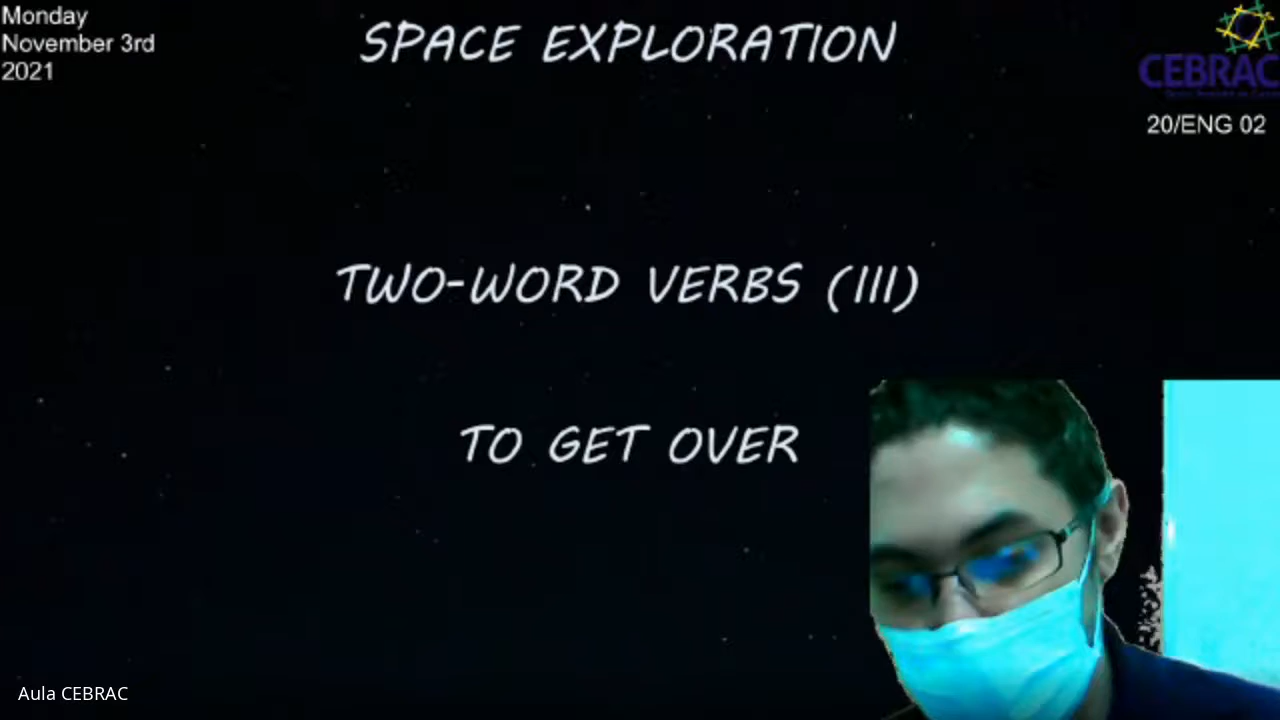 Monday
November 3rd
2021
SPACE EXPLORATION
CEBRAC
20/ENG 02
TWO-WORD VERBS (III)
TO GET OVER
Aula CEBRAC